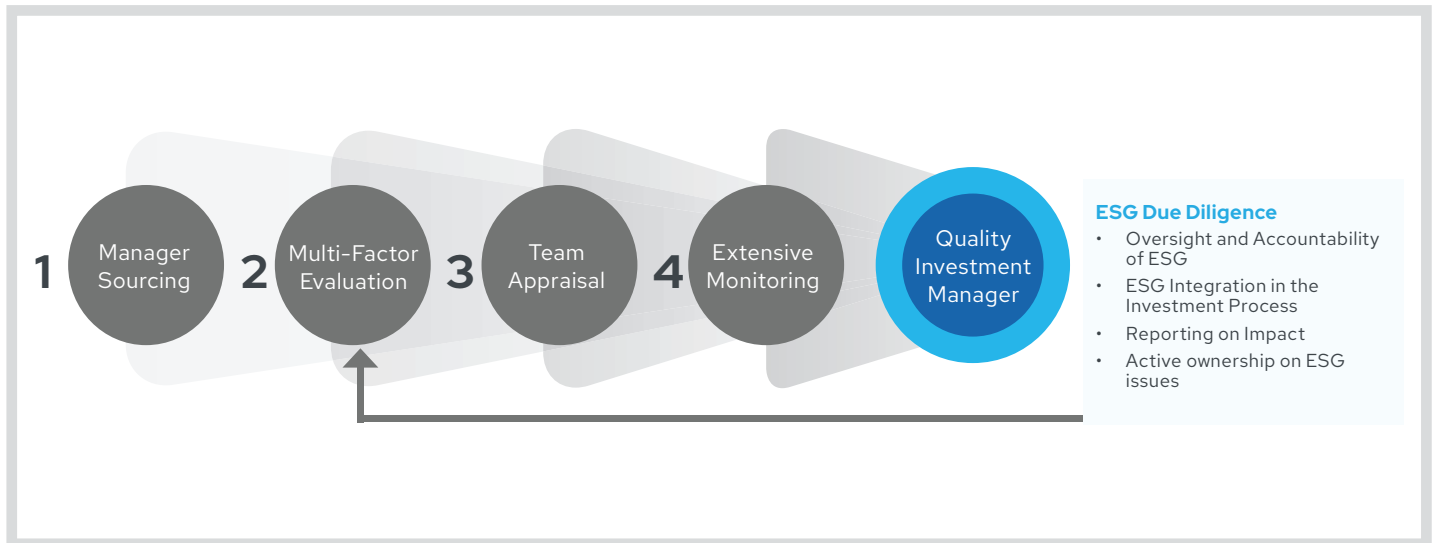 1
Manager
Sourcing
2
Multi-Factor
Evaluation
3
Team
Appraisal
4
Extensive
Monitoring
Quality
Investment
Manager
ESG Due Diligence
• Oversight and Accountability
of ESG
• ESG Integration in the
Investment Process
• Reporting on Impact
• Active ownership on ESG
issues